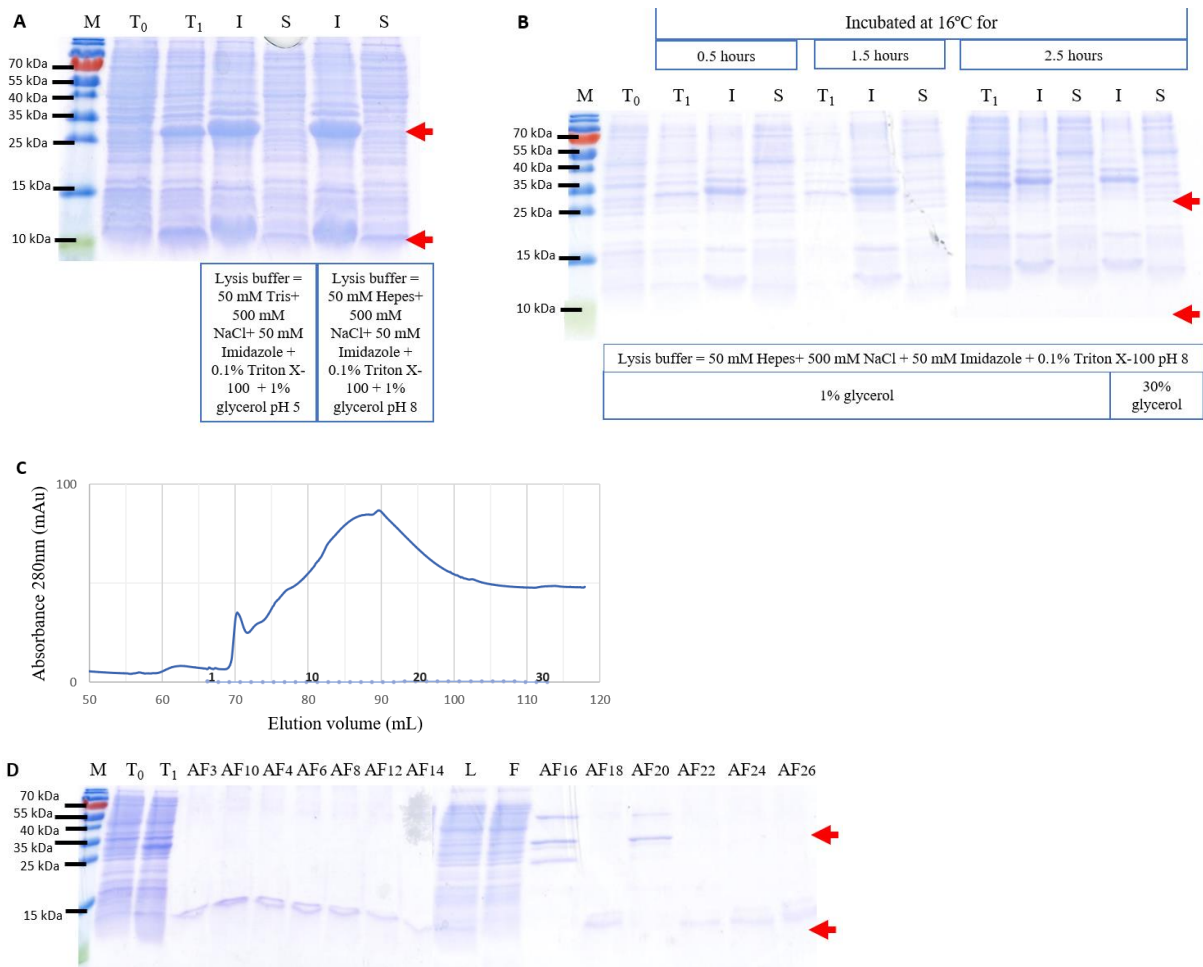 A
M T₀ T₁ I S I S
70 kDa
55 kDa
40 kDa
35 kDa
25 kDa
15 kDa
10 kDa
Lysis buffer =
50 mM Tris+
500 mM
NaCl+ 50 mM
Imidazole +
0.1% Triton X-
100 + 1%
glycerol pH 5
Lysis buffer =
50 mM Hepes+
500 mM
NaCl+ 50 mM
Imidazole +
0.1% Triton X-
100 + 1%
glycerol pH 8
B
Incubated at 16ºC for
0.5 hours 1.5 hours 2.5 hours
M T₀ T₁ I S T₁ I S T₁ I S I S
70 kDa
55 kDa
40 kDa
35 kDa
25 kDa
15 kDa
10 kDa
Lysis buffer = 50 mM Hepes+ 500 mM NaCl + 50 mM Imidazole + 0.1% Triton X-100 pH 8
1% glycerol
30%
glycerol
C
Absorbance 280nm (mAu)
100
0
1 10 20 30
50 60 70 80 90 100 110 120
Elution volume (mL)
D
M T₀ T₁ AF3 AF10 AF4 AF6 AF8 AF12 AF14 L F AF16 AF18 AF20 AF22 AF24 AF26
70 kDa
55 kDa
40 kDa
35 kDa
25 kDa
15 kDa